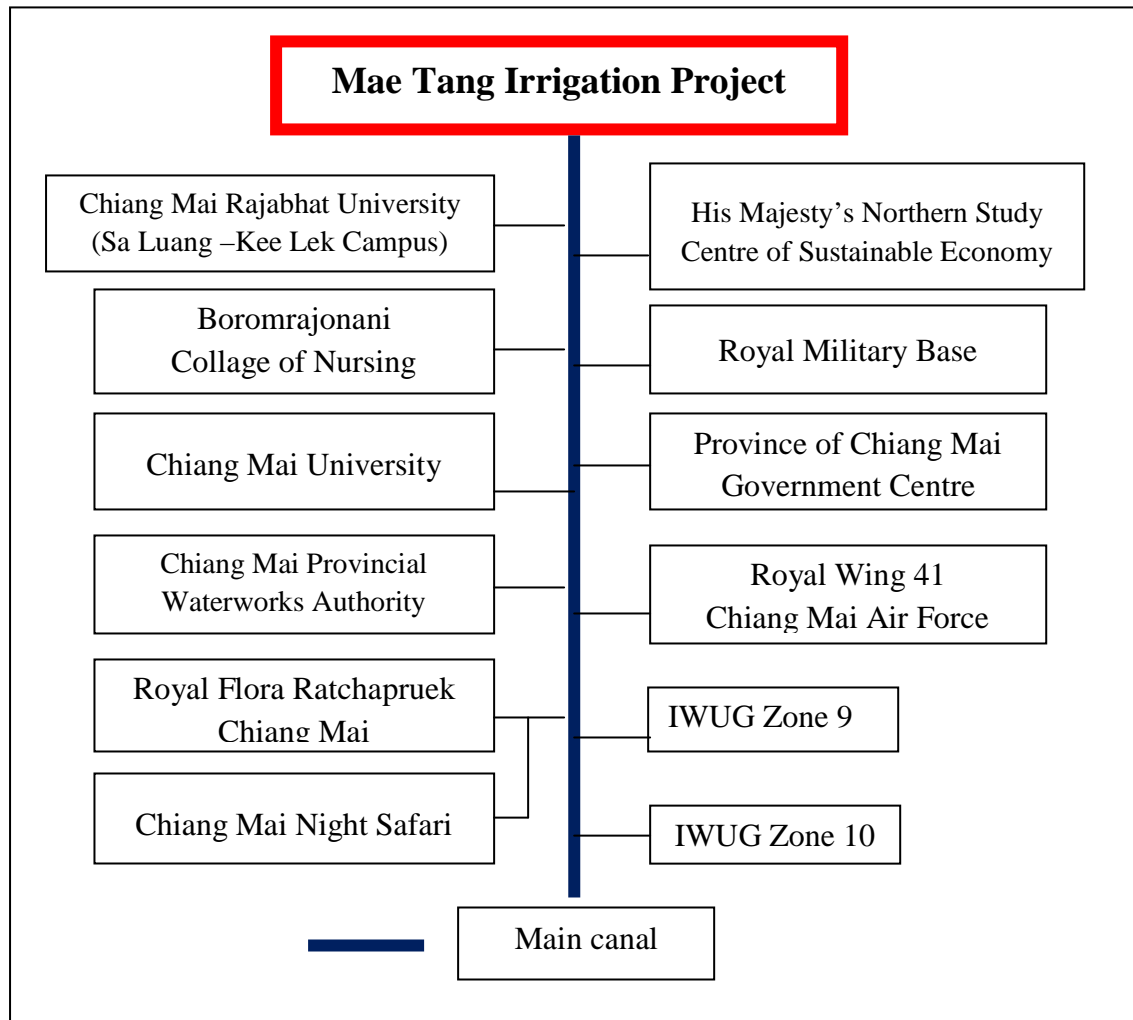 Mae Tang Irrigation Project
Chiang Mai Rajabhat University
(Sa Luang –Kee Lek Campus)
His Majesty's Northern Study
Centre of Sustainable Economy
Boromrajonani
Collage of Nursing
Royal Military Base
Chiang Mai University
Province of Chiang Mai
Government Centre
Chiang Mai Provincial
Waterworks Authority
Royal Wing 41
Chiang Mai Air Force
Royal Flora Ratchapruek
Chiang Mai
IWUG Zone 9
Chiang Mai Night Safari
IWUG Zone 10
Main canal